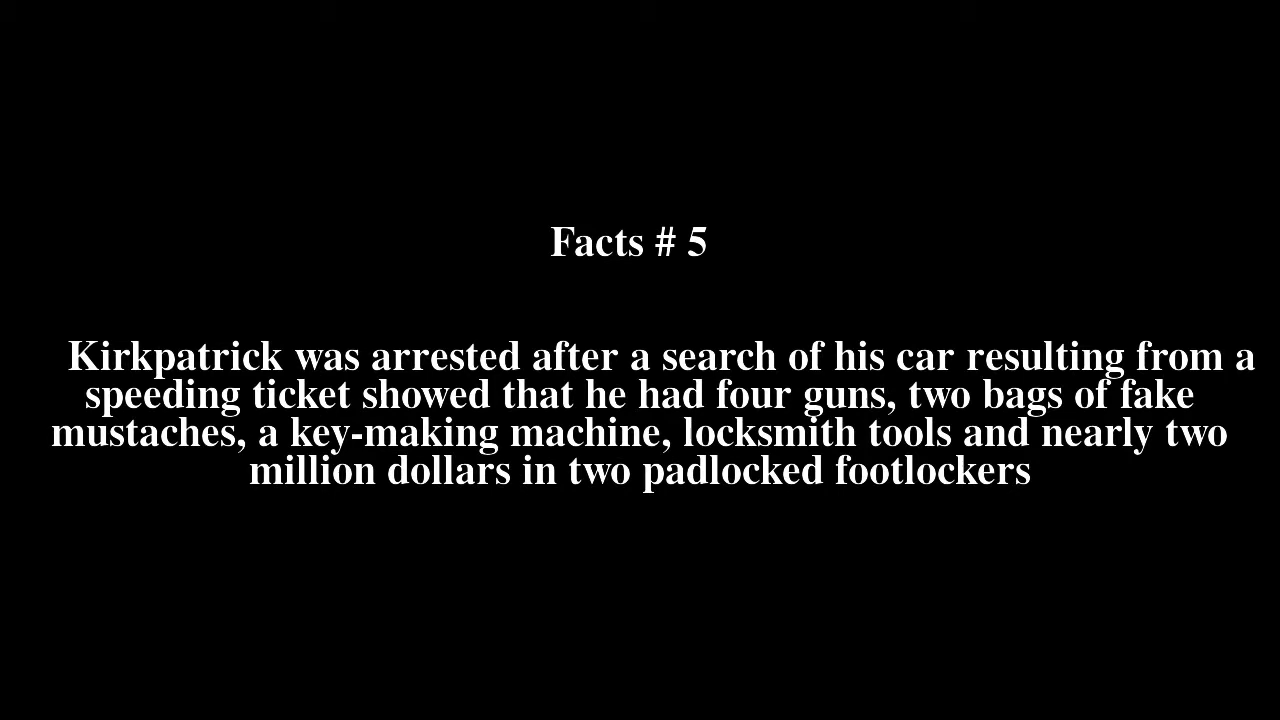 Facts # 5
Kirkpatrick was arrested after a search of his car resulting from a
speeding ticket showed that he had four guns, two bags of fake
mustaches, a key-making machine, locksmith tools and nearly two
million dollars in two padlocked footlockers